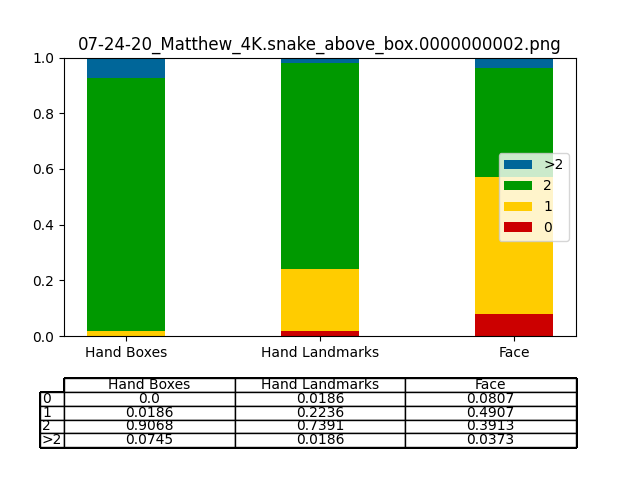 07-24-20_Matthew_4K.snake_above_box.0000000002.png
1.0
0.8
0.6
0.4
0.2
0.0
>2
2
1
0
Hand Boxes Hand Landmarks Face
Hand Boxes Hand Landmarks Face
0 0.0 0.0186 0.0807
1 0.0186 0.2236 0.4907
2 0.9068 0.7391 0.3913
>2 0.0745 0.0186 0.0373